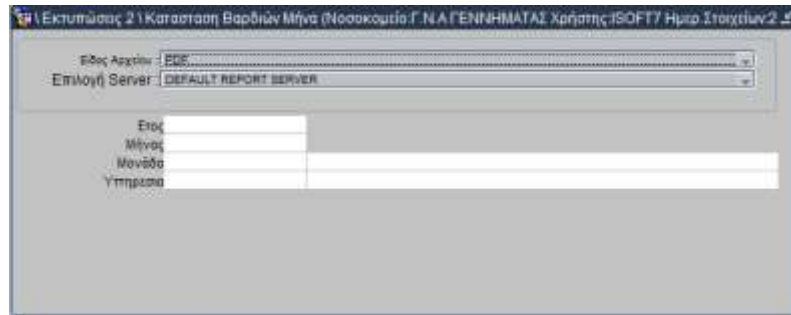 \ Εκτυπώσεις 2 \ Κατασταση Βαρδιών Μήνα (Νοσοκομείο:Γ.Ν.Α ΓΕΝΝΗΜΑΤΑΣ Χρήστης:ISOFT7 Ημερ.Στοιχείων:2
Είδος Αρχείου : PDF
Επιλογή Server : DEFAULT REPORT SERVER
Ετος
Μήνας
Μονάδα
Υπηρεσια